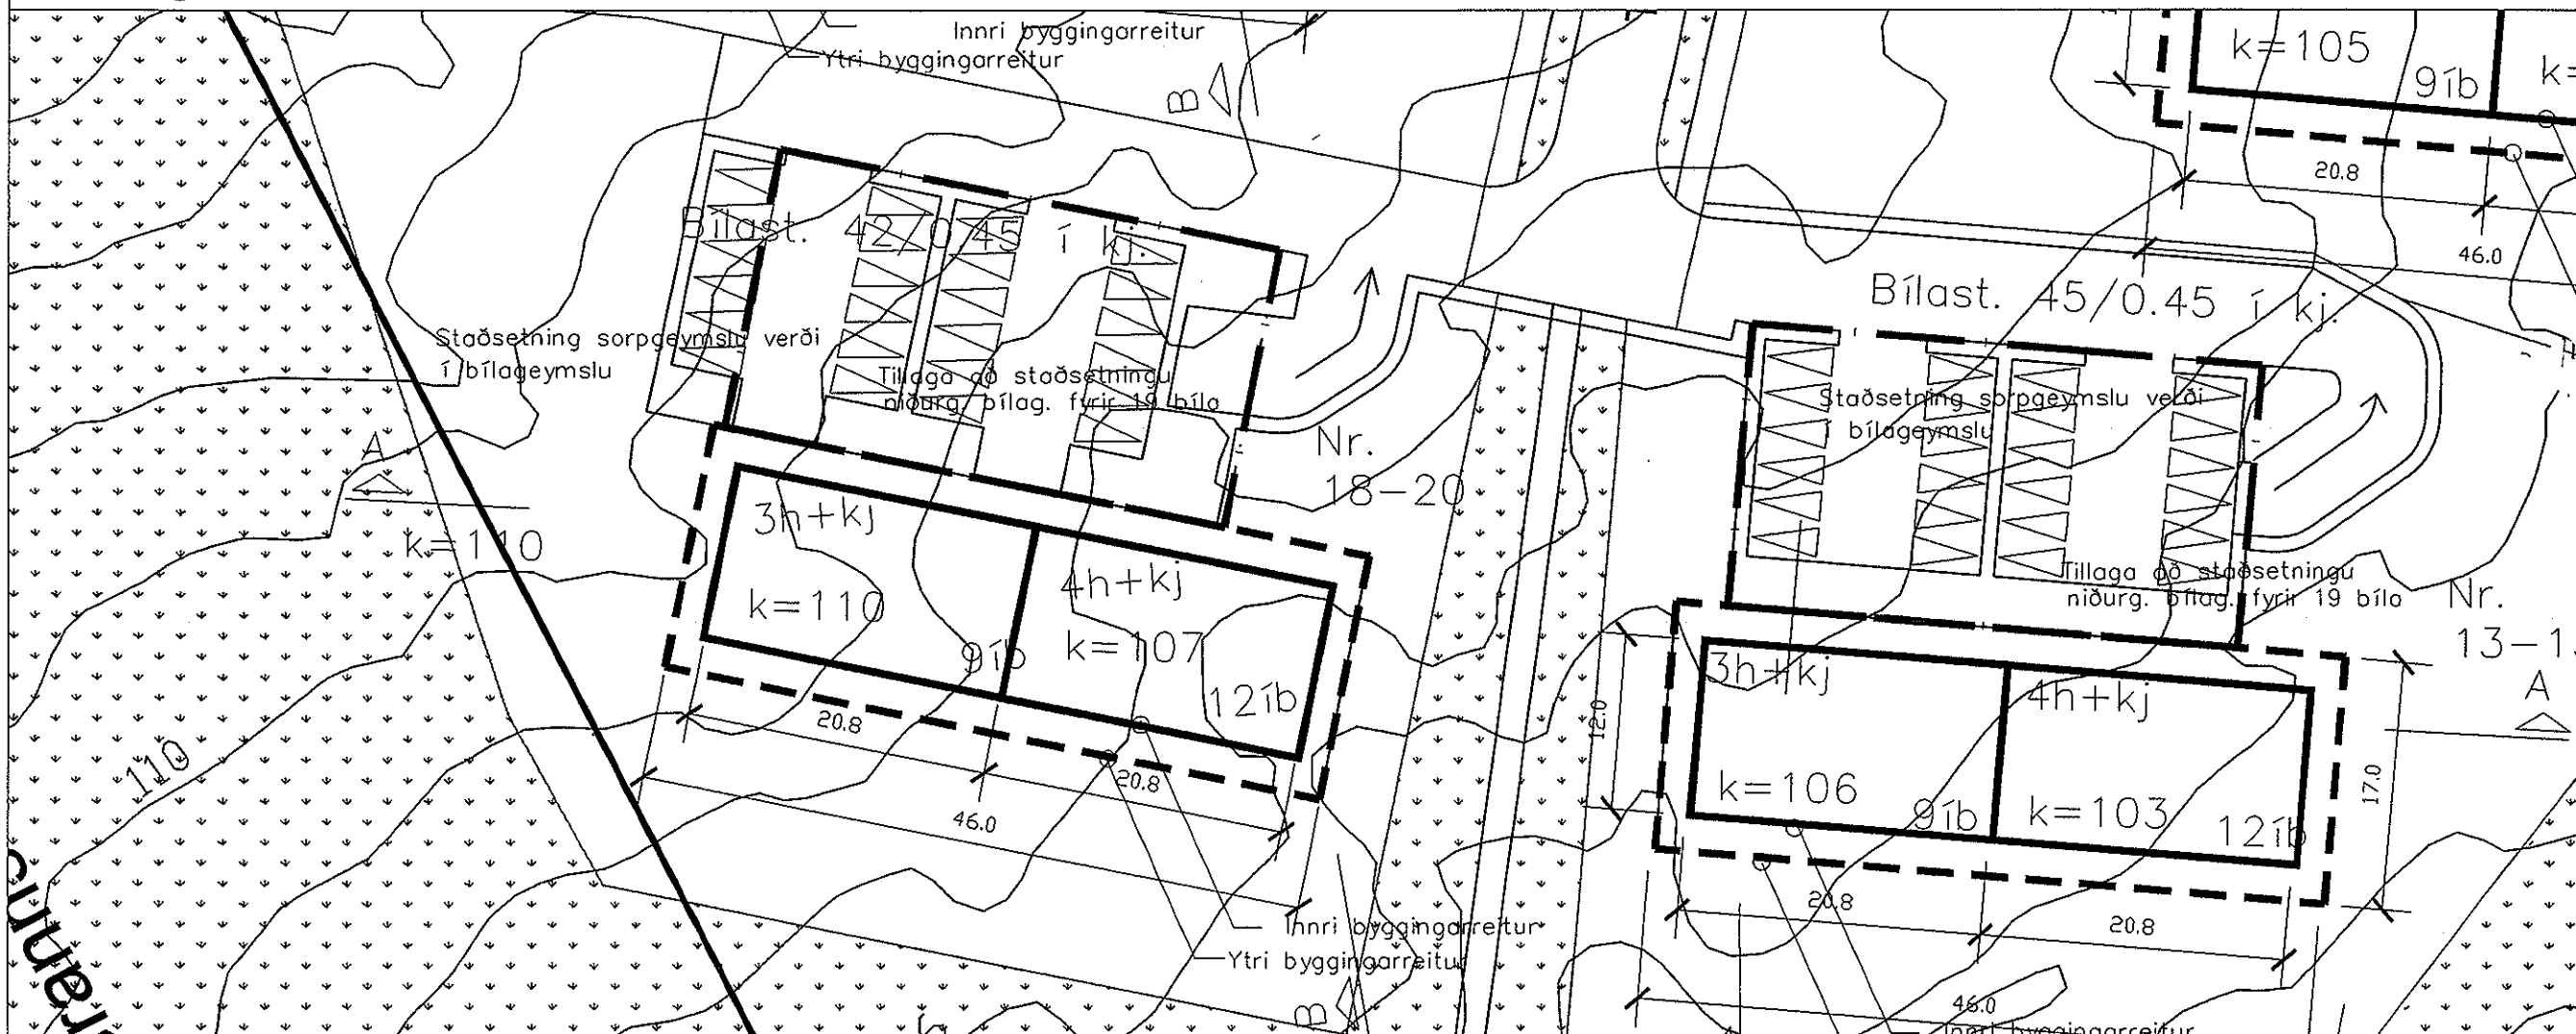 Innri byggingarreitur
Ytri byggingarreitur
B
k=105
9íb
20.8
46.0
Bílast. 42/0.45 í kj.
Staðsetning sorpgeymslu verði
í bílageymslu
Tillaga að staðsetningu
niðurg. bílag. fyrir 19 bíla
Nr.
18-20
A
k=110
3h+kj
k=110
9íb
4h+kj
k=107
12íb
20.8
20.8
46.0
Innri byggingarreitur
Ytri byggingarreitur
B
110
Bílast. 45/0.45 í kj.
Staðsetning sorpgeymslu verði
í bílageymslu
Tillaga að staðsetningu
niðurg. bílag. fyrir 19 bíla
Nr.
A
12.0
3h+kj
k=106
9íb
4h+kj
k=103
12íb
17.0
20.8
20.8
46.0
Innri byggingarreitur